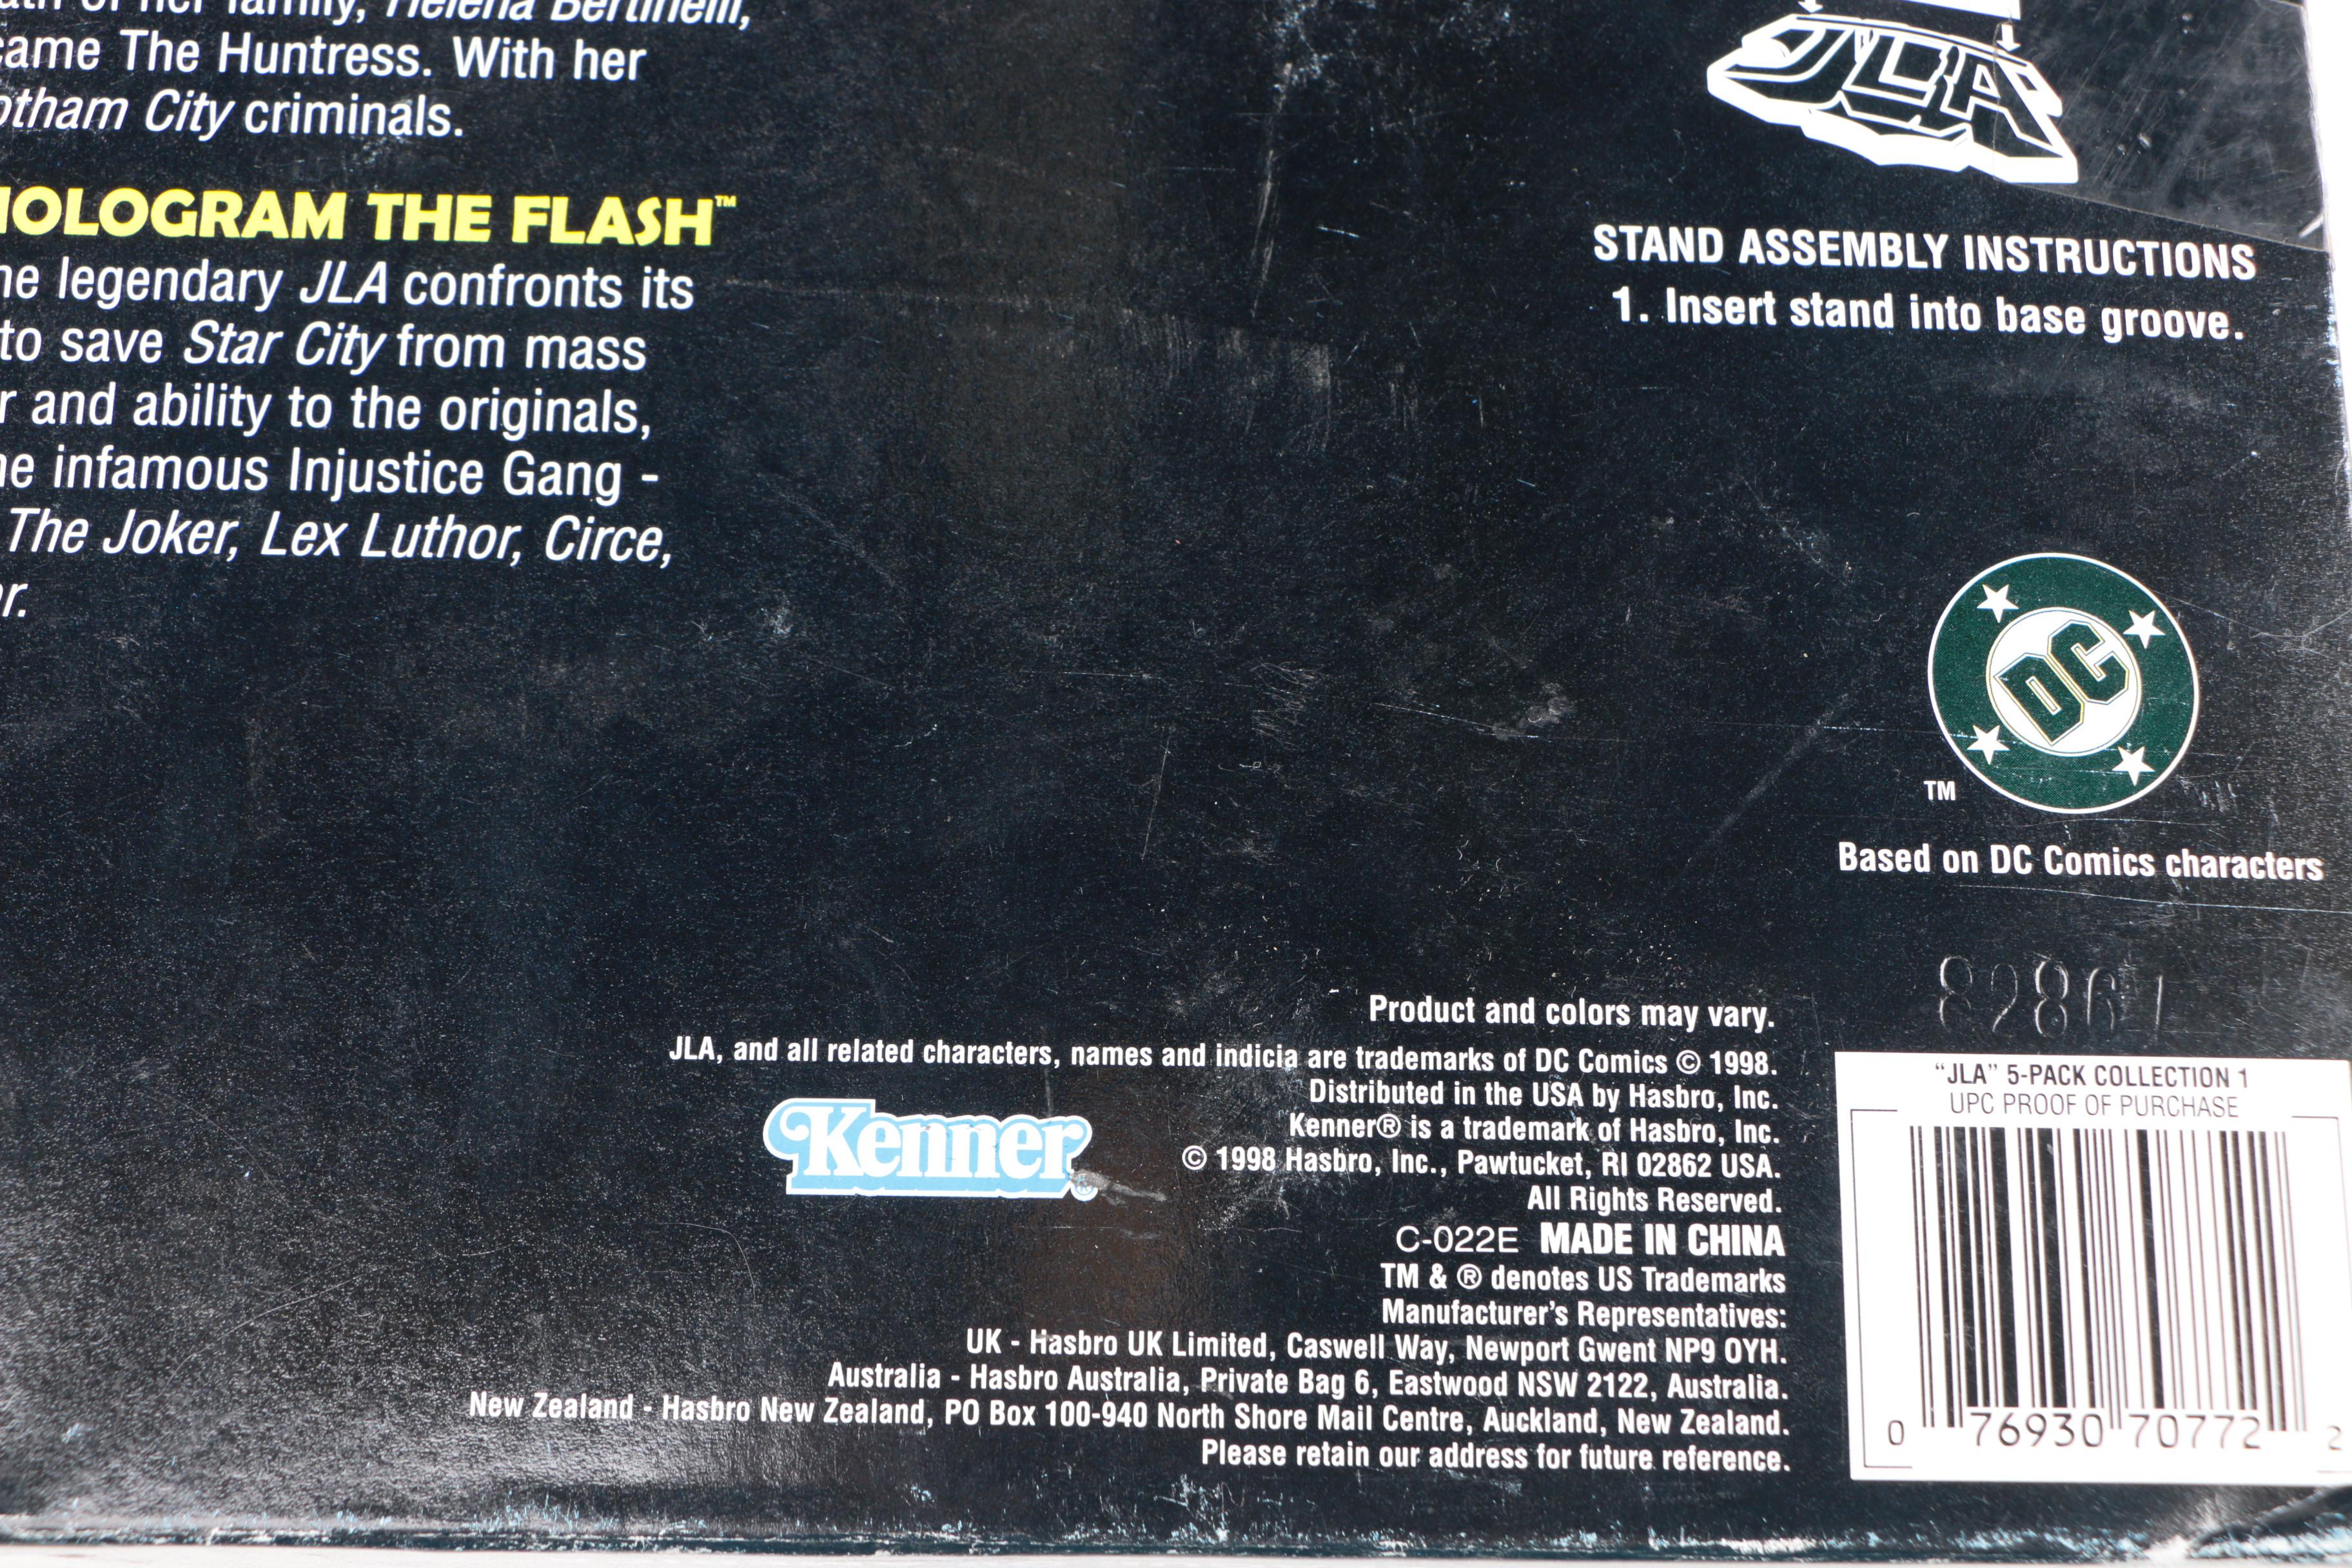 of her family, Helena Bertinelli,
came The Huntress. With her
Gotham City criminals.
HOLOGRAM THE FLASH™
he legendary JLA confronts its
to save Star City from mass
r and ability to the originals,
he infamous Injustice Gang -
The Joker, Lex Luthor, Circe,
r.
JLA
STAND ASSEMBLY INSTRUCTIONS
1. Insert stand into base groove.
DC
TM
Based on DC Comics characters
82861
Product and colors may vary.
JLA, and all related characters, names and indicia are trademarks of DC Comics © 1998.
Distributed in the USA by Hasbro, Inc.
Kenner® is a trademark of Hasbro, Inc.
© 1998 Hasbro, Inc., Pawtucket, RI 02862 USA.
All Rights Reserved.
C-022E MADE IN CHINA
TM & ® denotes US Trademarks
Manufacturer's Representatives:
UK - Hasbro UK Limited, Caswell Way, Newport Gwent NP9 OYH.
Australia - Hasbro Australia, Private Bag 6, Eastwood NSW 2122, Australia.
New Zealand - Hasbro New Zealand, PO Box 100-940 North Shore Mail Centre, Auckland, New Zealand.
Please retain our address for future reference.
Kenner®
"JLA" 5-PACK COLLECTION 1
UPC PROOF OF PURCHASE
0 76930 70772 2